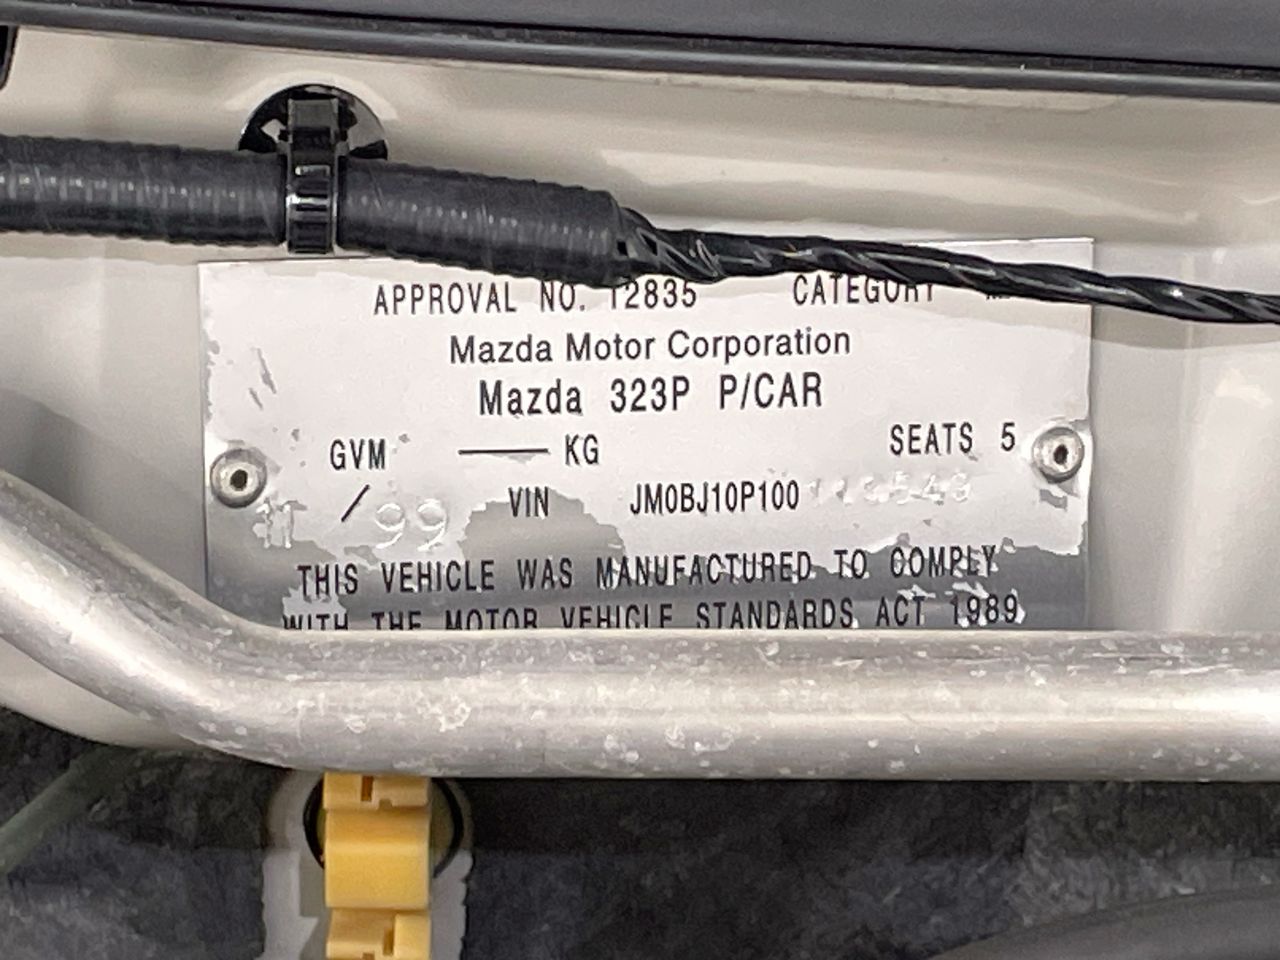 APPROVAL NO. 12835 CATEGORY
Mazda Motor Corporation
Mazda 323P P/CAR
GVM —— KG SEATS 5
11 / 99 VIN JM0BJ10P100
THIS VEHICLE WAS MANUFACTURED TO COMPLY
WITH THE MOTOR VEHICLE STANDARDS ACT 1989